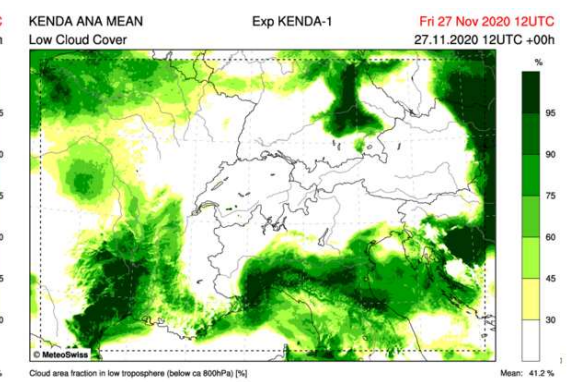 KENDA ANA MEAN Exp KENDA-1 Fri 27 Nov 2020 12UTC
Low Cloud Cover 27.11.2020 12UTC +00h
%
95
90
75
60
45
30
© MeteoSwiss
Cloud area fraction in low troposphere (below ca 800hPa) [%] Mean: 41.2 %